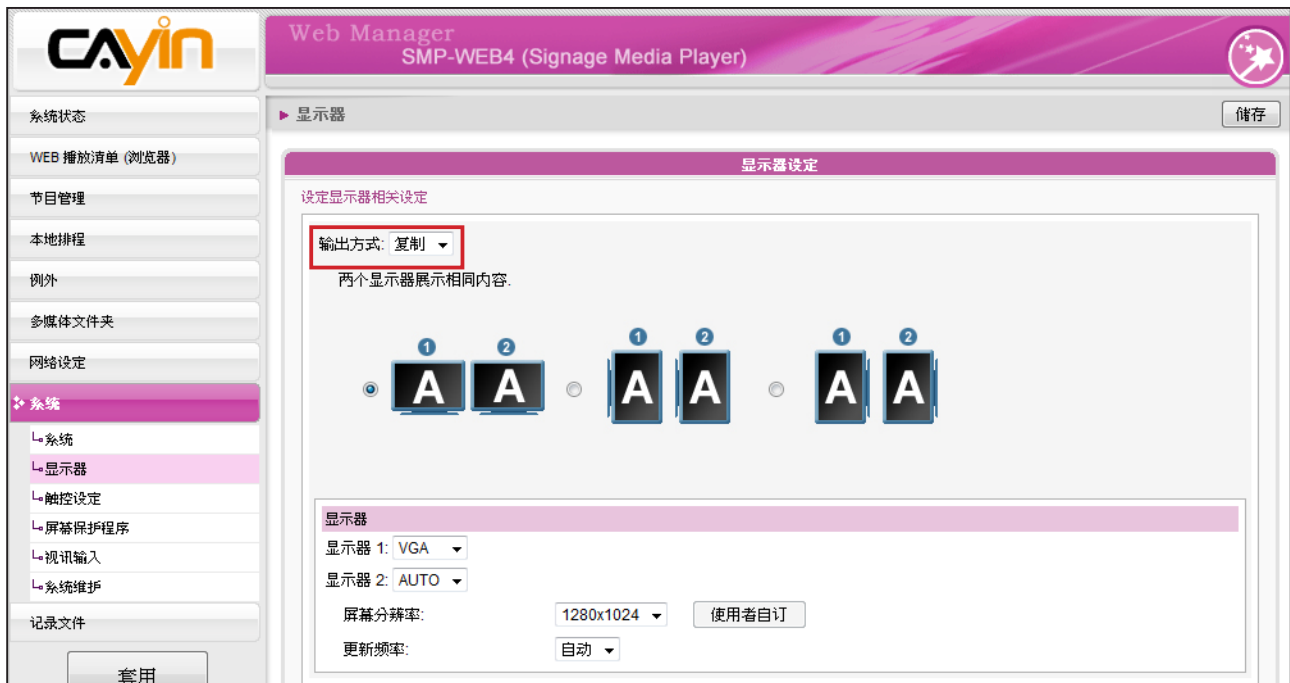 CAYIN
Web Manager
SMP-WEB4 (Signage Media Player)
系统状态
WEB 播放清单 (浏览器)
节目管理
本地排程
例外
多媒体文件夹
网络设定
系统
系统
显示器
触控设定
屏幕保护程序
视讯输入
系统维护
记录文件
套用
显示器
储存
显示器设定
设定显示器相关设定
输出方式: 复制
两个显示器展示相同内容.
1 2 1 2 1 2
A A A A A A
显示器
显示器 1: VGA
显示器 2: AUTO
屏幕分辨率: 1280x1024 使用者自订
更新频率: 自动